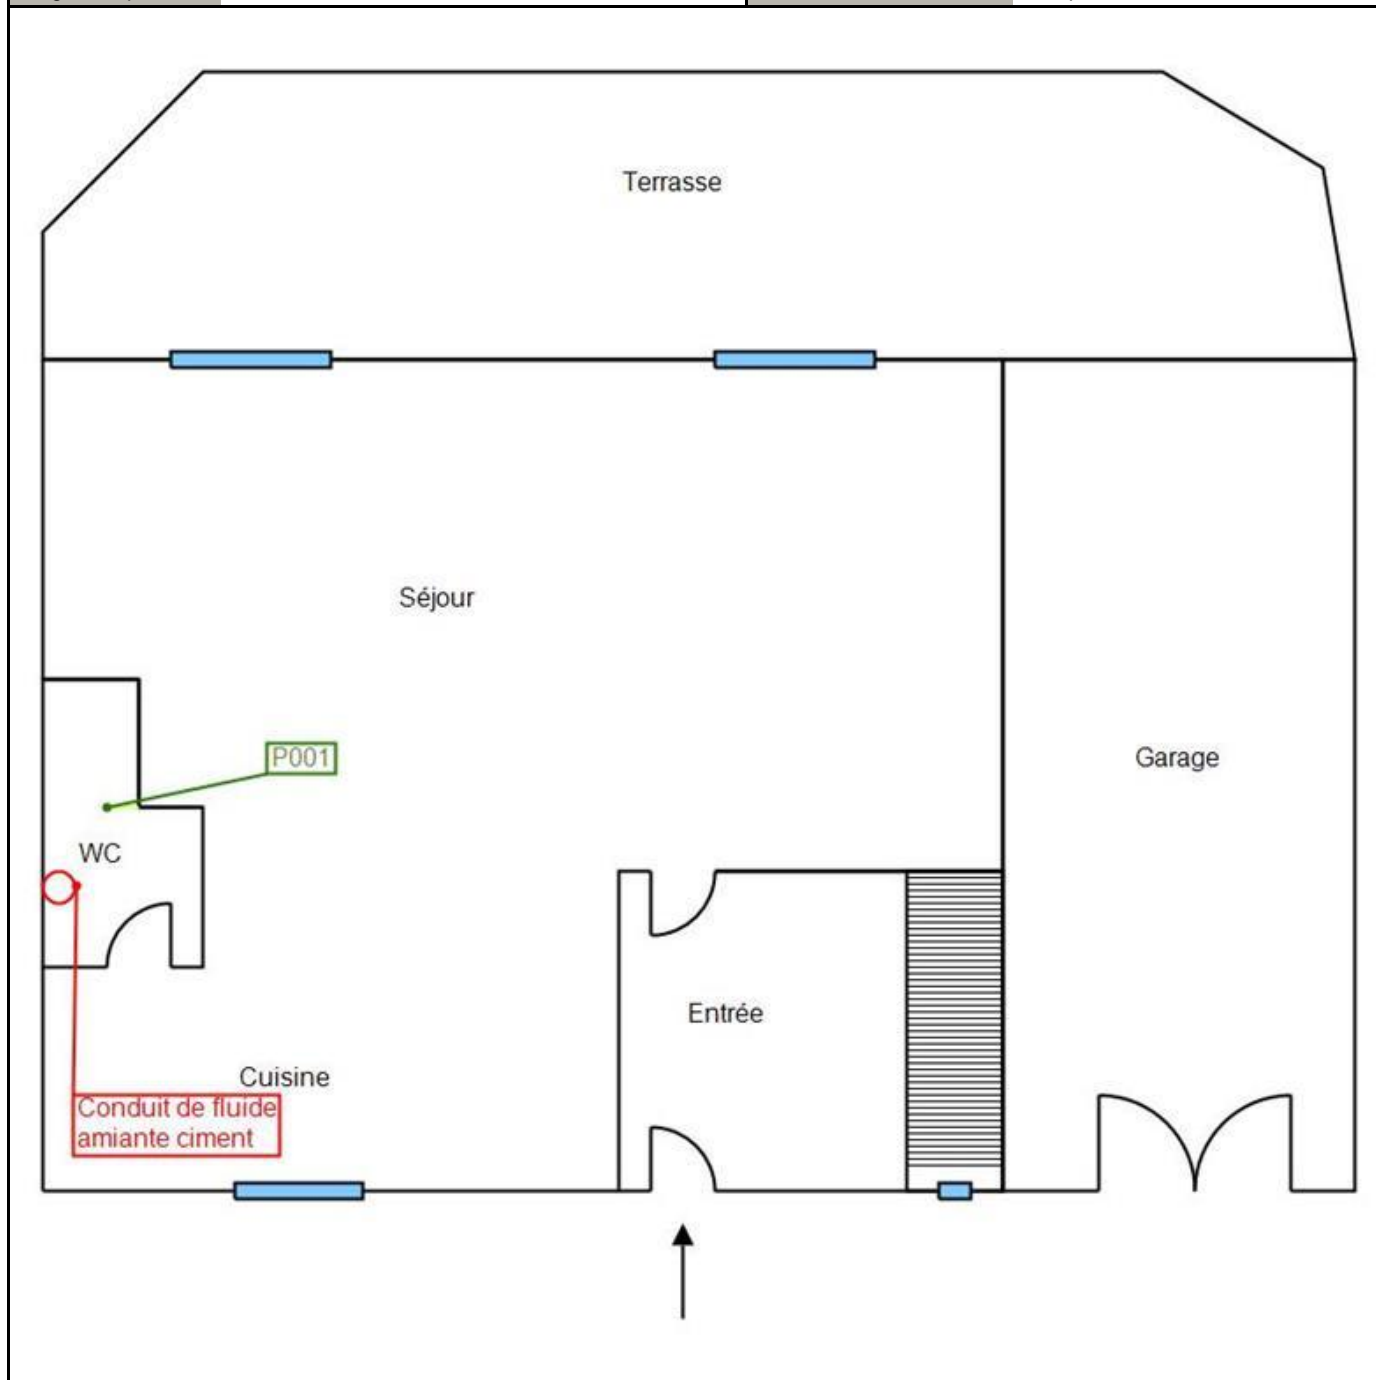 Terrasse
Séjour
P001
Garage
WC
Entrée
Cuisine
Conduit de fluide
amiante ciment